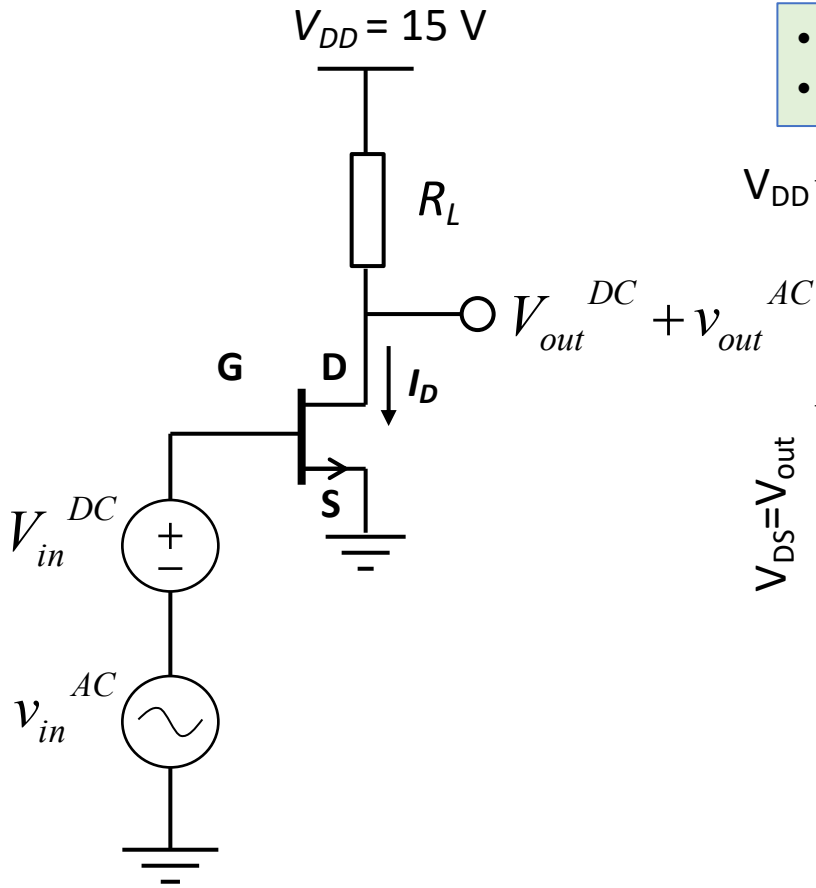 V_DD = 15 V
•
•
R_L
V_DD
V_out^DC + v_out^AC
G
D
I_D
S
V_DS=V_out
V_in^DC
+
−
v_in^AC